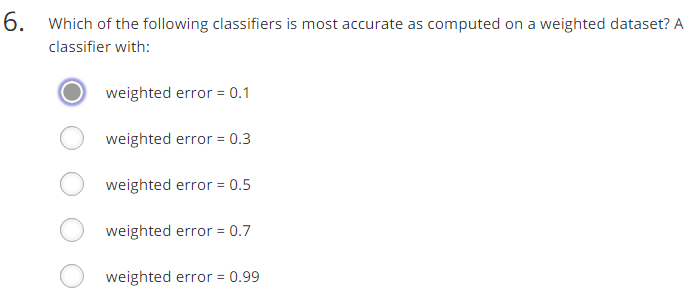 6. Which of the following classifiers is most accurate as computed on a weighted dataset? A
classifier with:
weighted error = 0.1
weighted error = 0.3
weighted error = 0.5
weighted error = 0.7
weighted error = 0.99